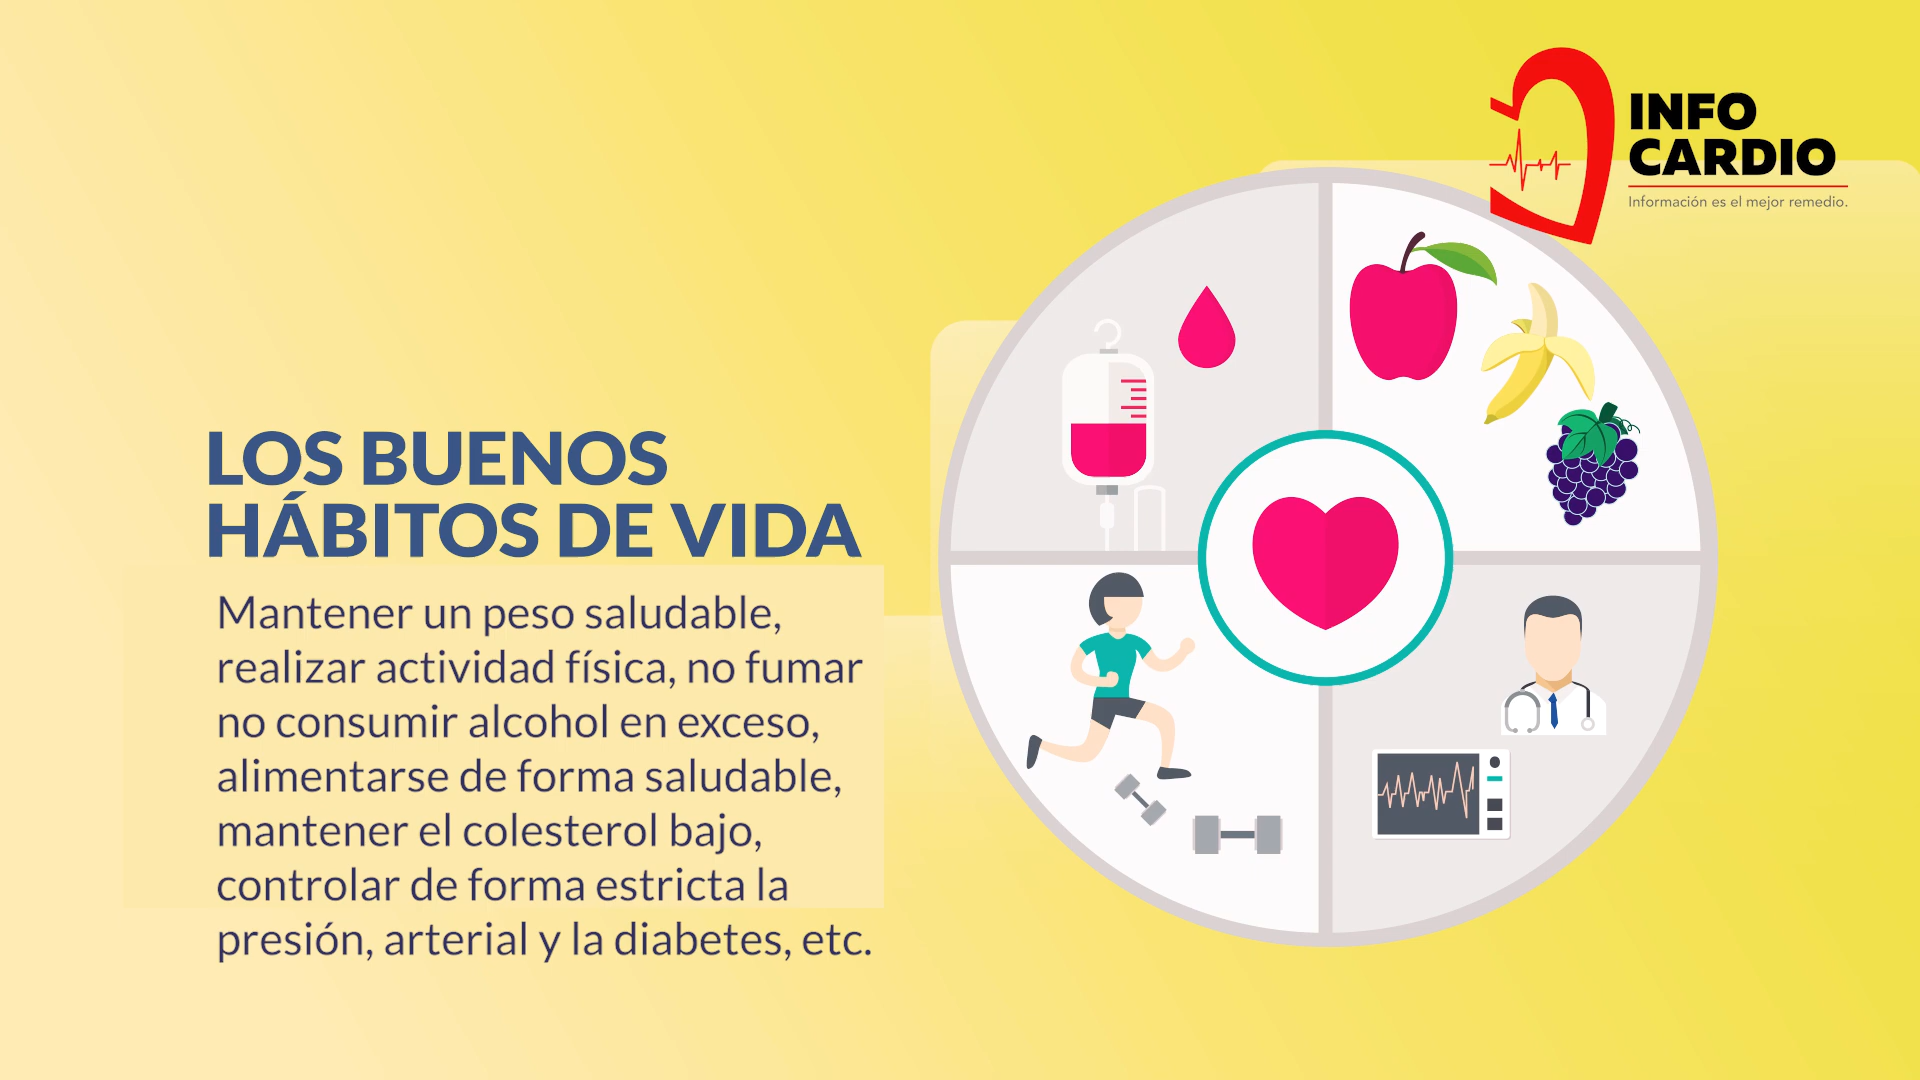 INFO
CARDIO
Información es el mejor remedio.
LOS BUENOS
HÁBITOS DE VIDA
Mantener un peso saludable,
realizar actividad física, no fumar
no consumir alcohol en exceso,
alimentarse de forma saludable,
mantener el colesterol bajo,
controlar de forma estricta la
presión, arterial y la diabetes, etc.